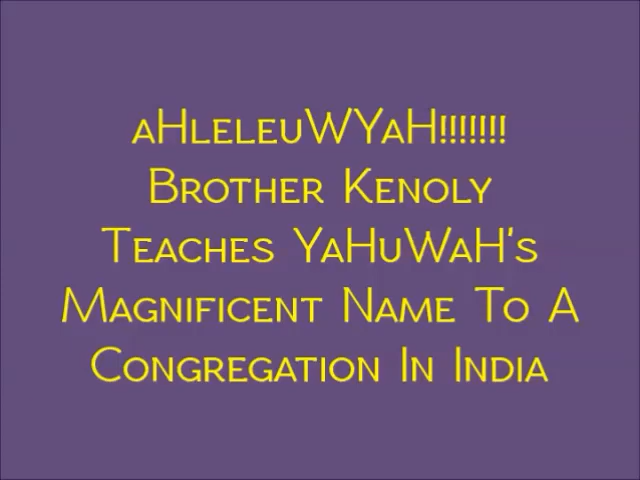 aHleleuWYaH!!!!!!!
Brother Kenoly
Teaches YaHuWaH's
Magnificent Name To A
Congregation In India